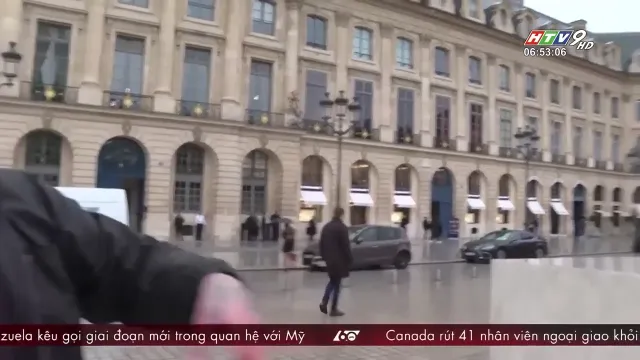 HTV9 HD
06:53:06
zuela kêu gọi giai đoạn mới trong quan hệ với Mỹ 60 Canada rút 41 nhân viên ngoại giao khỏi